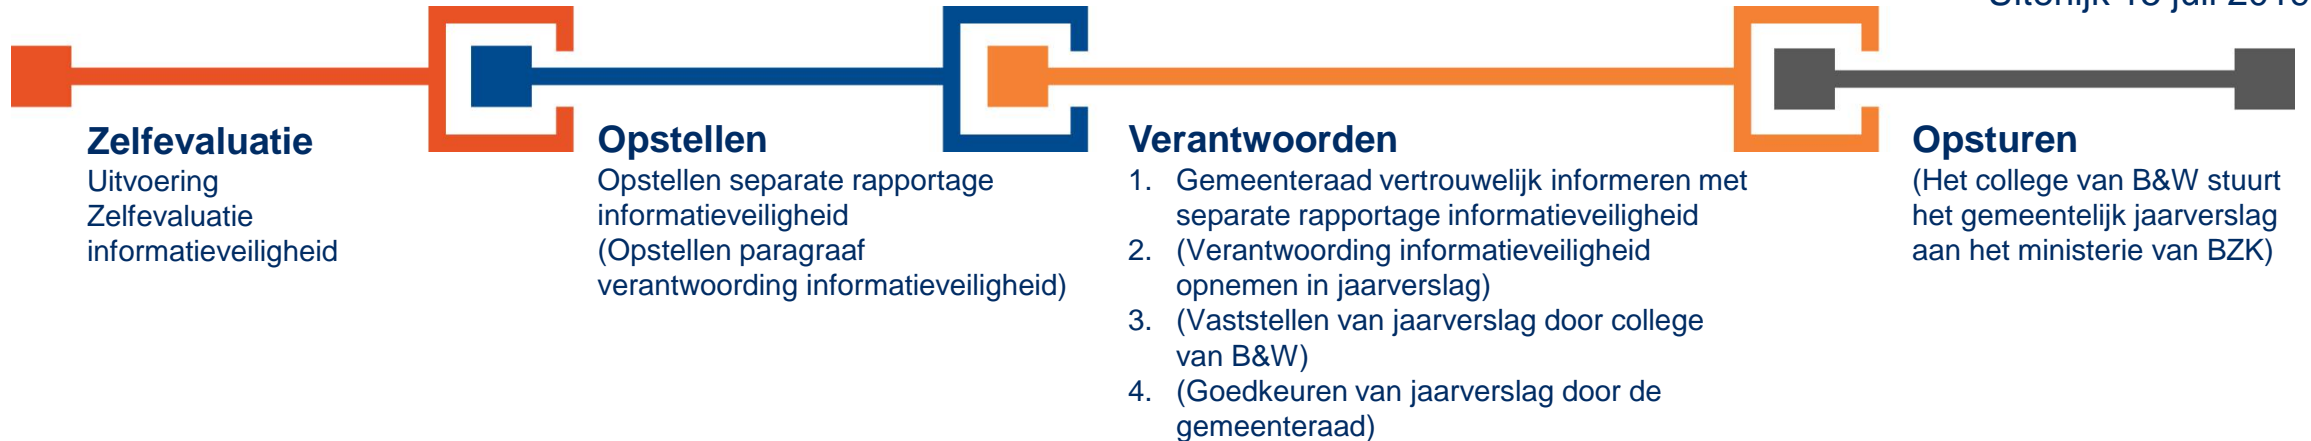 Zelfevaluatie
Uitvoering
Zelfevaluatie
informatieveiligheid
Opstellen
Opstellen separate rapportage
informatieveiligheid
(Opstellen paragraaf
verantwoording informatieveiligheid)
Verantwoorden
1. Gemeenteraad vertrouwelijk informeren met
separate rapportage informatieveiligheid
2. (Verantwoording informatieveiligheid
opnemen in jaarverslag)
3. (Vaststellen van jaarverslag door college
van B&W)
4. (Goedkeuren van jaarverslag door de
gemeenteraad)
Opsturen
(Het college van B&W stuurt
het gemeentelijk jaarverslag
aan het ministerie van BZK)